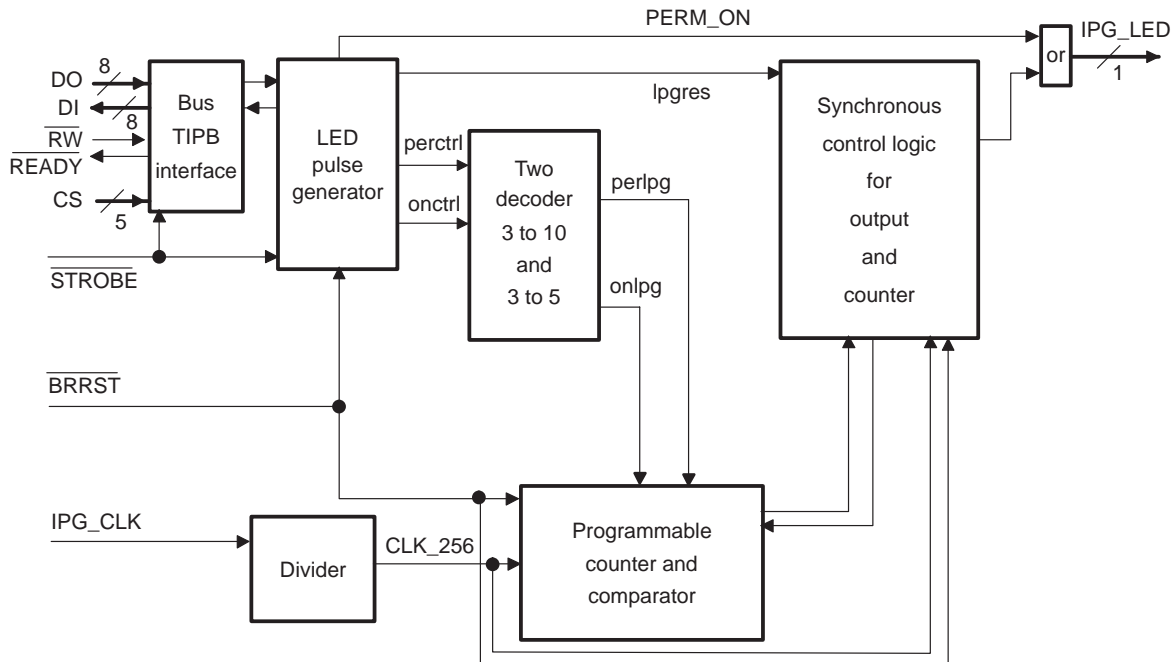 PERM_ON
IPG_LED
or
1
DO
8
DI
8
RW
READY
CS
5
STROBE
Bus
TIPB
interface
LED
pulse
generator
lpgres
perctrl
onctrl
Two
decoder
3 to 10
and
3 to 5
perlpg
onlpg
Synchronous
control logic
for
output
and
counter
BRRST
IPG_CLK
Divider
CLK_256
Programmable
counter and
comparator